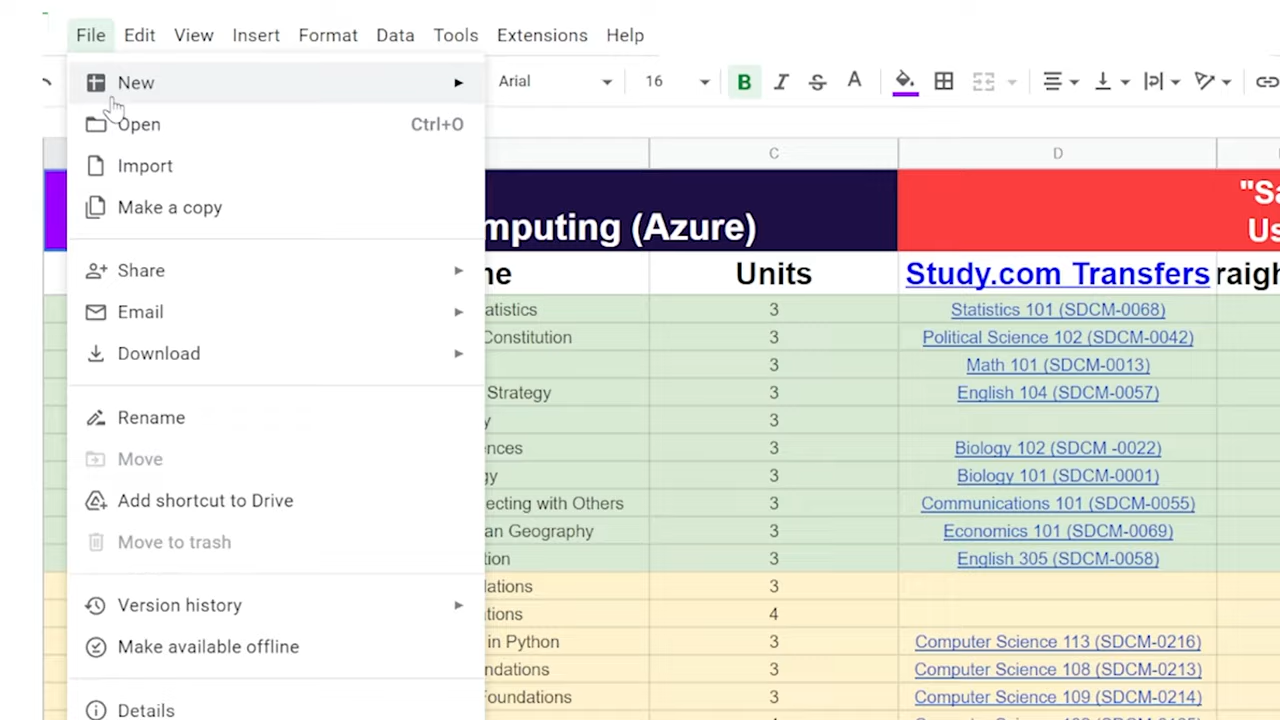 File Edit View Insert Format Data Tools Extensions Help
New
Arial 16 B A
Open Ctrl+O
Import
Make a copy
Share
Email
Download
Rename
Move
Add shortcut to Drive
Move to trash
Version history
Make available offline
Details
C D
mputing (Azure) "Sa
Us
ne Units Study.com Transfers raigh
atistics 3 Statistics 101 (SDCM-0068)
Constitution 3 Political Science 102 (SDCM-0042)
3 Math 101 (SDCM-0013)
Strategy 3 English 104 (SDCM-0057)
y 3
nces 3 Biology 102 (SDCM -0022)
gy 3 Biology 101 (SDCM-0001)
ecting with Others 3 Communications 101 (SDCM-0055)
an Geography 3 Economics 101 (SDCM-0069)
tion 3 English 305 (SDCM-0058)
lations 3
tions 4
in Python 3 Computer Science 113 (SDCM-0216)
ndations 3 Computer Science 108 (SDCM-0213)
Foundations 3 Computer Science 109 (SDCM-0214)